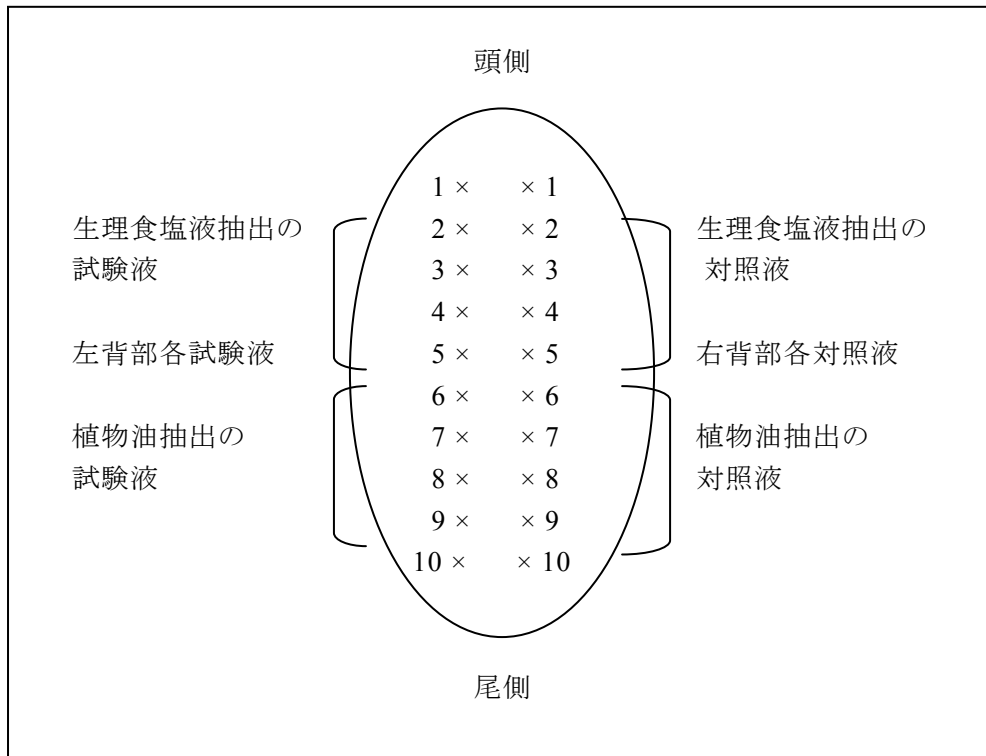 頭側
1 × × 1
生理食塩液抽出の 2 × × 2 生理食塩液抽出の
試験液 3 × × 3 対照液
4 × × 4
左背部各試験液 5 × × 5 右背部各対照液
6 × × 6
植物油抽出の 7 × × 7 植物油抽出の
試験液 8 × × 8 対照液
9 × × 9
10 × × 10
尾側